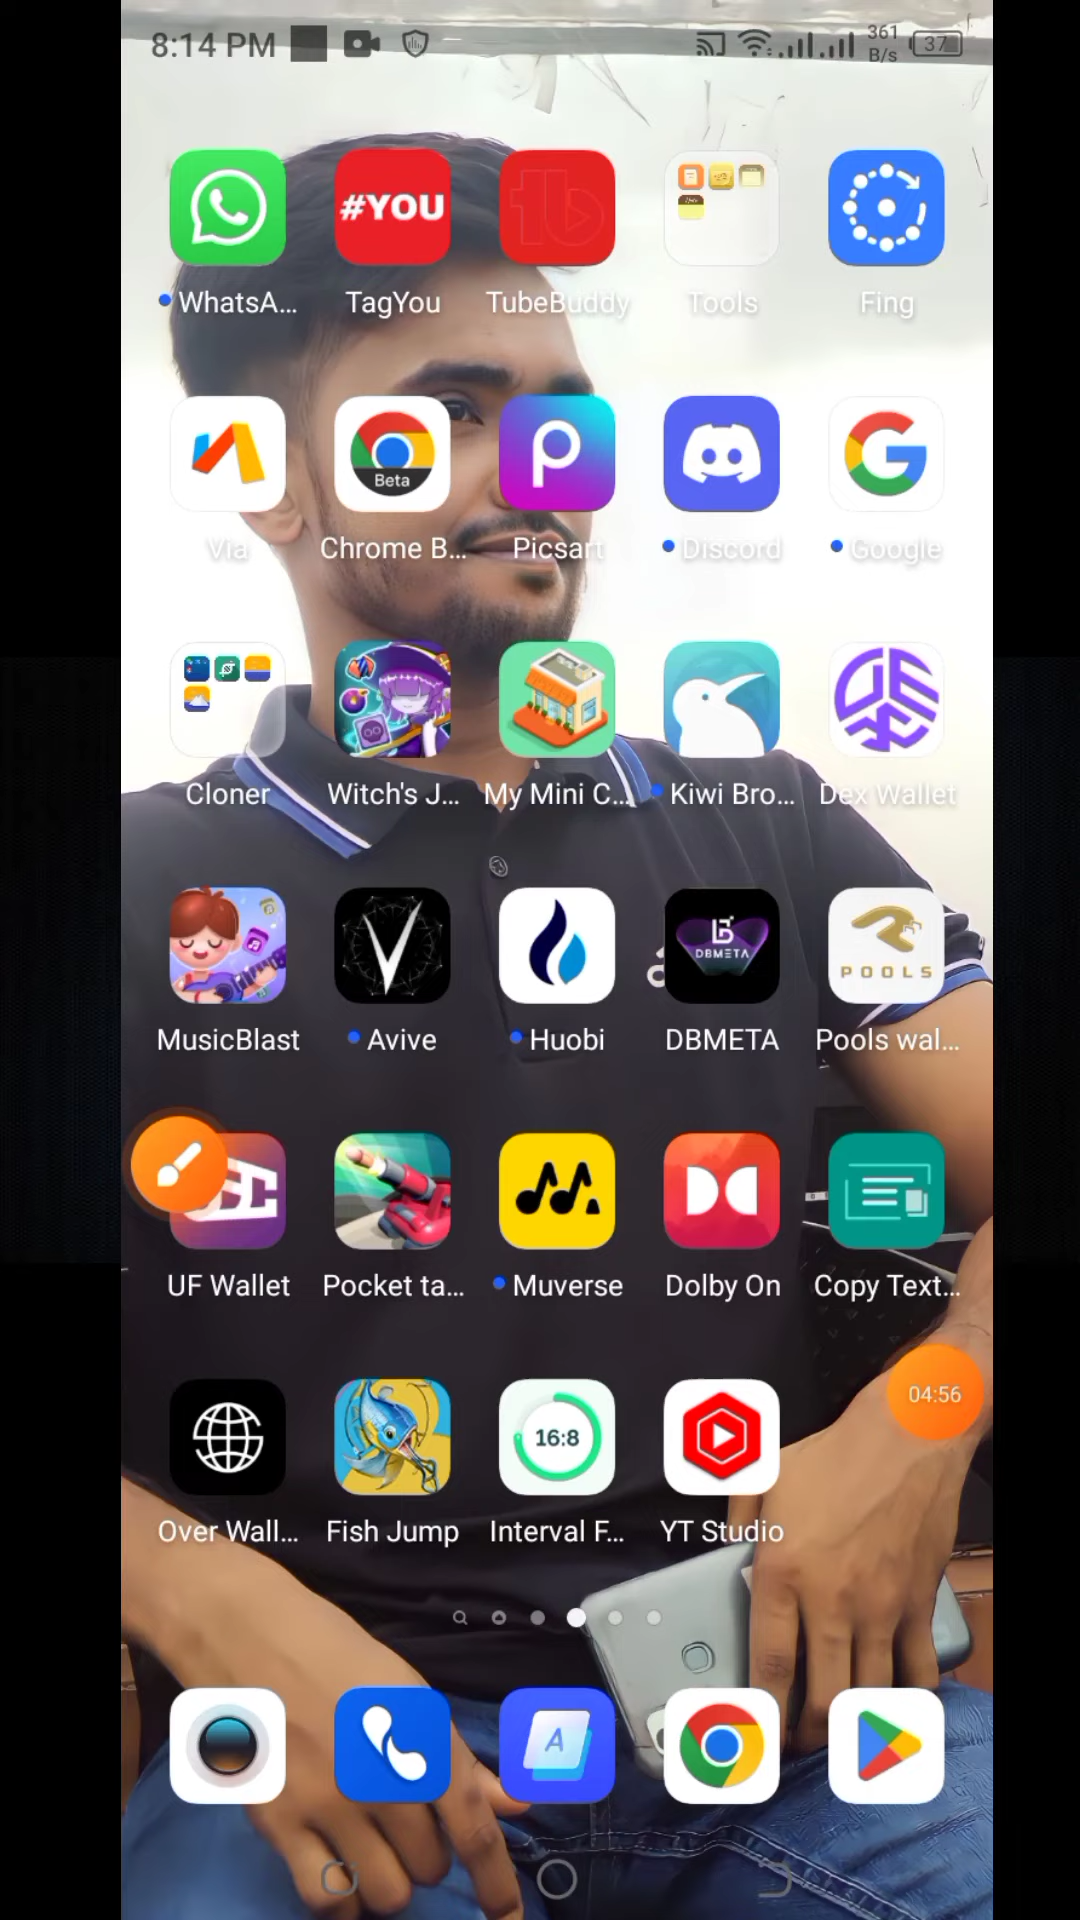 8:14 PM 361 B/s 37
#YOU
WhatsA... TagYou TubeBuddy Tools Fing
Beta
Via Chrome B... Picsart Discord Google
Cloner Witch's J... My Mini C... Kiwi Bro... Dex Wallet
DBMETA POOLS
MusicBlast Avive Huobi DBMETA Pools wal...
UF Wallet Pocket ta... Muverse Dolby On Copy Text...
04:56
16:8
Over Wall... Fish Jump Interval F... YT Studio
A